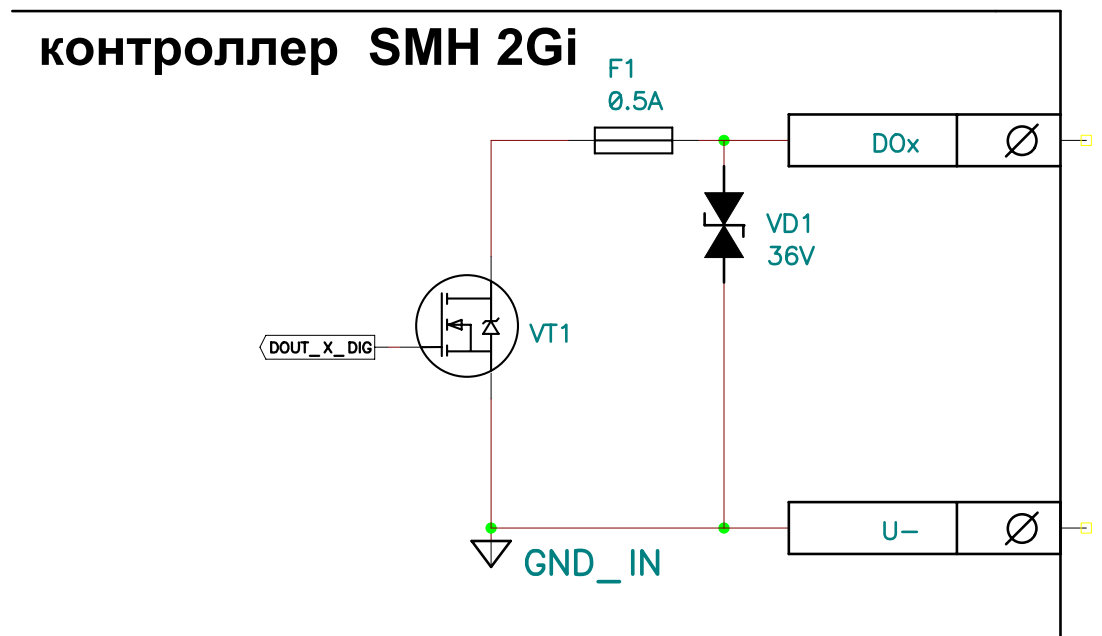 контроллер SMH 2Gi
F1
0.5A
DOx
VD1
36V
VT1
DOUT_X_DIG
U-
GND_IN